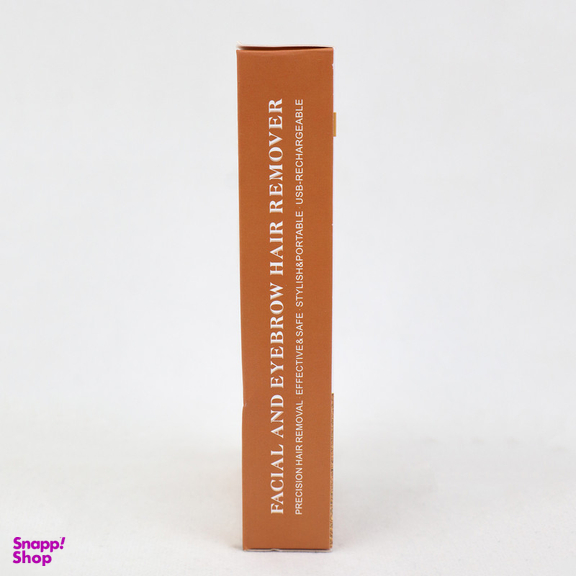 FACIAL AND EYEBROW HAIR REMOVER
PRECISION HAIR REMOVAL EFFECTIVE&SAFE STYLISH&PORTABLE USB-RECHARGEABLE
Snapp!
Shop